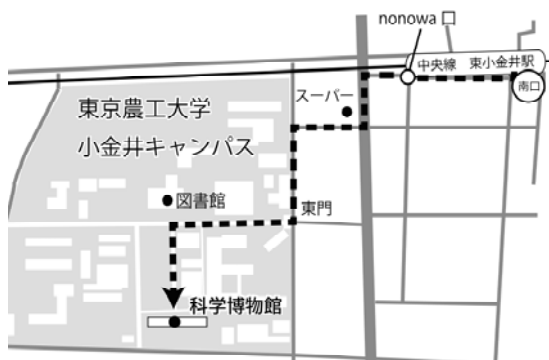 nonowa 口
中央線 東小金井駅
南口
スーパー
東京農工大学
小金井キャンパス
図書館
東門
科学博物館